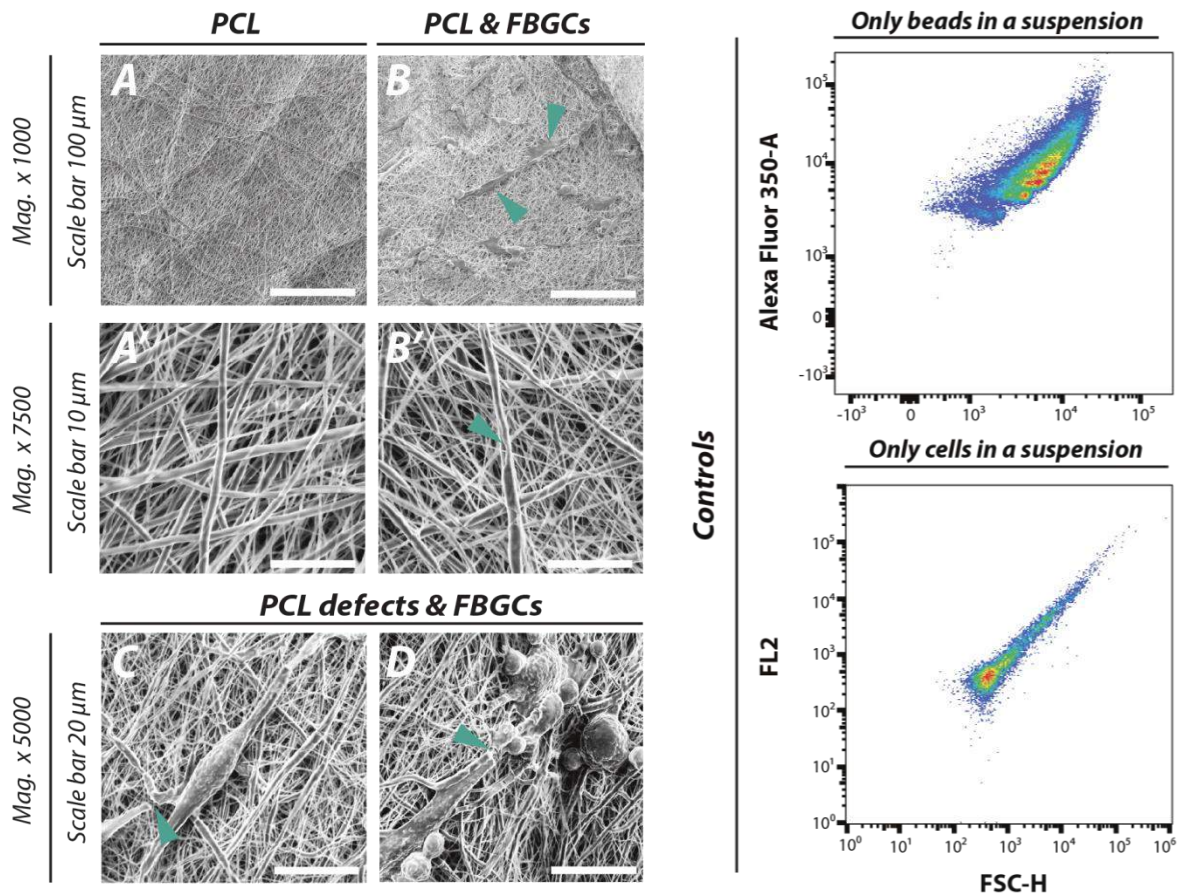 PCL
PCL & FBGCs
Mag. x 1000
Scale bar 100 µm
A
B
Mag. x 7500
Scale bar 10 µm
A'
B'
PCL defects & FBGCs
Mag. x 5000
Scale bar 20 µm
C
D
Controls
Only beads in a suspension
Alexa Fluor 350-A
10⁵
10⁴
10³
0
-10³
-10³
0
10³
10⁴
10⁵
Only cells in a suspension
FL2
10⁵
10⁴
10³
10²
10¹
10⁰
10⁰
10¹
10²
10³
10⁴
10⁵
10⁶
FSC-H